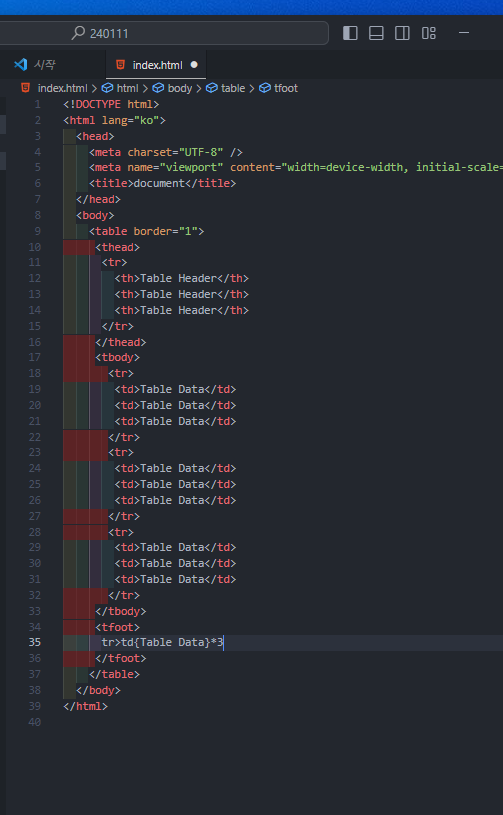 240111
시작
index.html ●
index.html > html > body > table > tfoot
1 <!DOCTYPE html>
2 <html lang="ko">
3 <head>
4 <meta charset="UTF-8" />
5 <meta name="viewport" content="width=device-width, initial-scale=
6 <title>document</title>
7 </head>
8 <body>
9 <table border="1">
10 <thead>
11 <tr>
12 <th>Table Header</th>
13 <th>Table Header</th>
14 <th>Table Header</th>
15 </tr>
16 </thead>
17 <tbody>
18 <tr>
19 <td>Table Data</td>
20 <td>Table Data</td>
21 <td>Table Data</td>
22 </tr>
23 <tr>
24 <td>Table Data</td>
25 <td>Table Data</td>
26 <td>Table Data</td>
27 </tr>
28 <tr>
29 <td>Table Data</td>
30 <td>Table Data</td>
31 <td>Table Data</td>
32 </tr>
33 </tbody>
34 <tfoot>
35 tr>td{Table Data}*3
36 </tfoot>
37 </table>
38 </body>
39 </html>
40